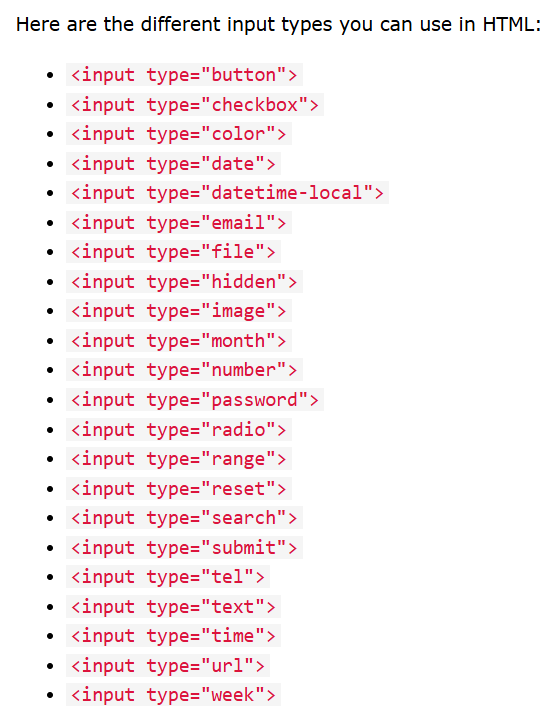 Here are the different input types you can use in HTML:
<input type="button">
<input type="checkbox">
<input type="color">
<input type="date">
<input type="datetime-local">
<input type="email">
<input type="file">
<input type="hidden">
<input type="image">
<input type="month">
<input type="number">
<input type="password">
<input type="radio">
<input type="range">
<input type="reset">
<input type="search">
<input type="submit">
<input type="tel">
<input type="text">
<input type="time">
<input type="url">
<input type="week">